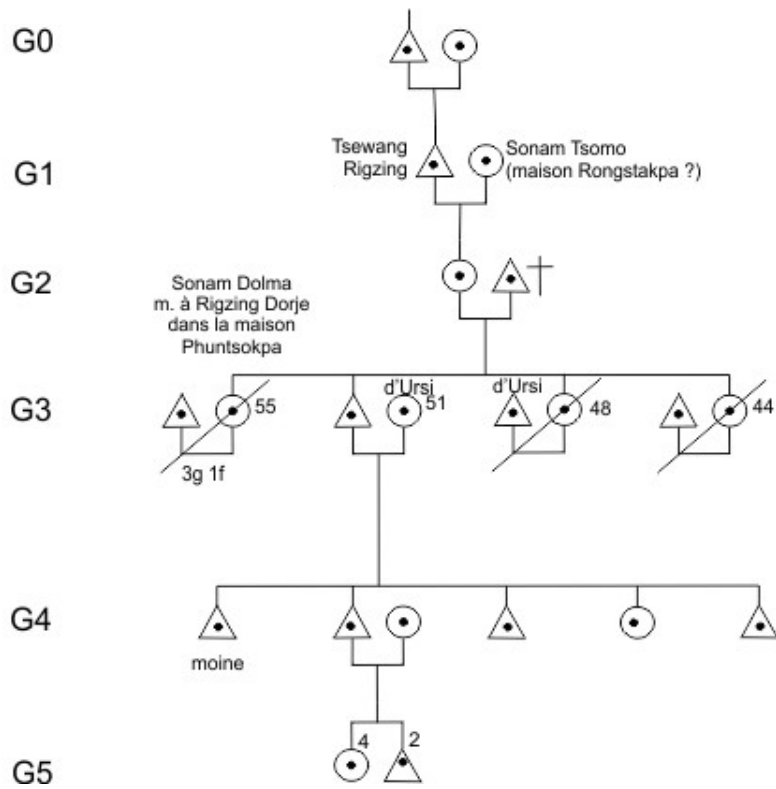 G0
Tsewang
Rigzing
Sonam Tsomo
(maison Rongstakpa ?)
G1
G2
Sonam Dolma
m. à Rigzing Dorje
dans la maison
Phuntsokpa
G3
55
d'Ursi
51
d'Ursi
48
44
3g 1f
G4
moine
4
2
G5